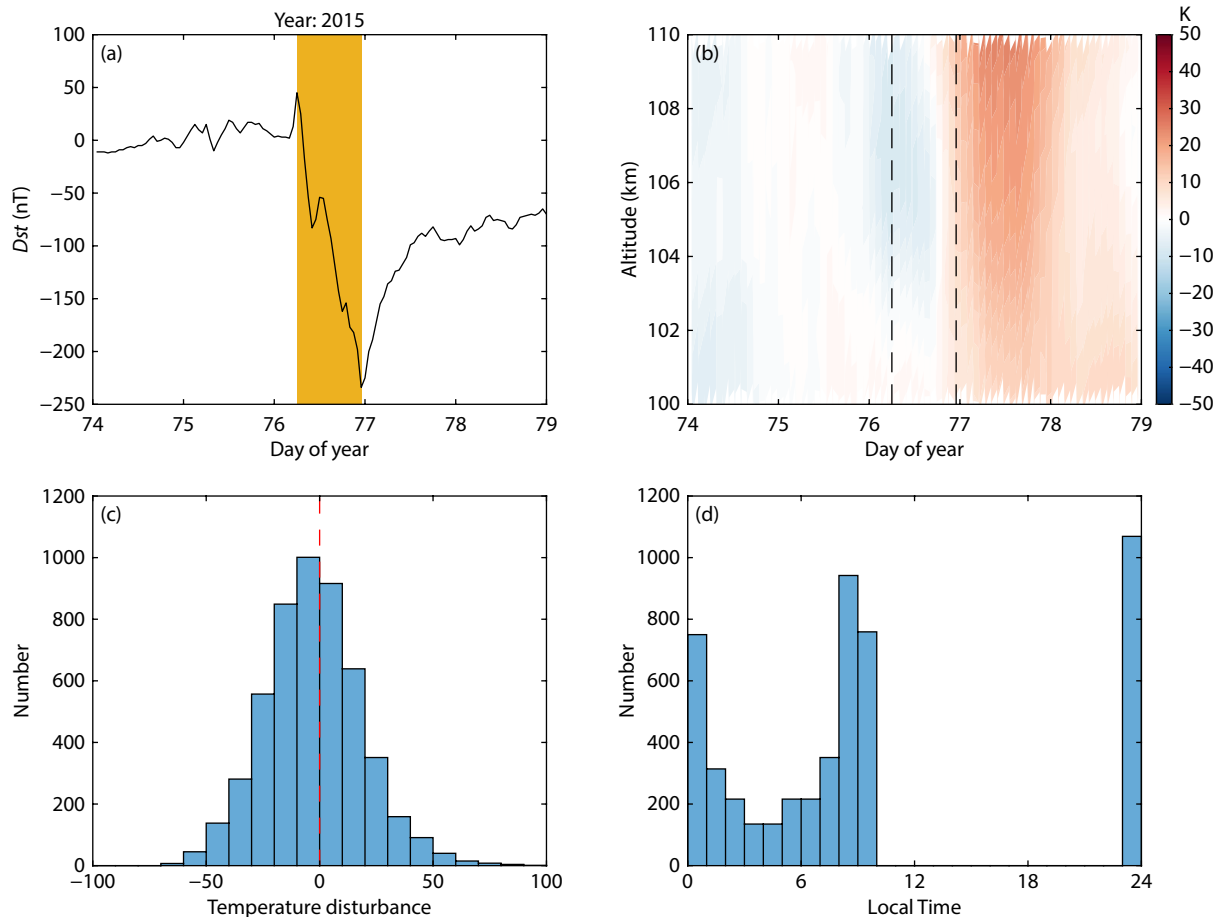 Year: 2015
(a)
100
50
0
−50
−100
−150
−200
−250
Dst (nT)
74 75 76 77 78 79
Day of year
(b)
110
108
106
104
102
100
Altitude (km)
74 75 76 77 78 79
Day of year
K
50
40
30
20
10
0
−10
−20
−30
−40
−50
(c)
1200
1000
800
600
400
200
0
Number
−100 −50 0 50 100
Temperature disturbance
(d)
1200
1000
800
600
400
200
0
Number
0 6 12 18 24
Local Time